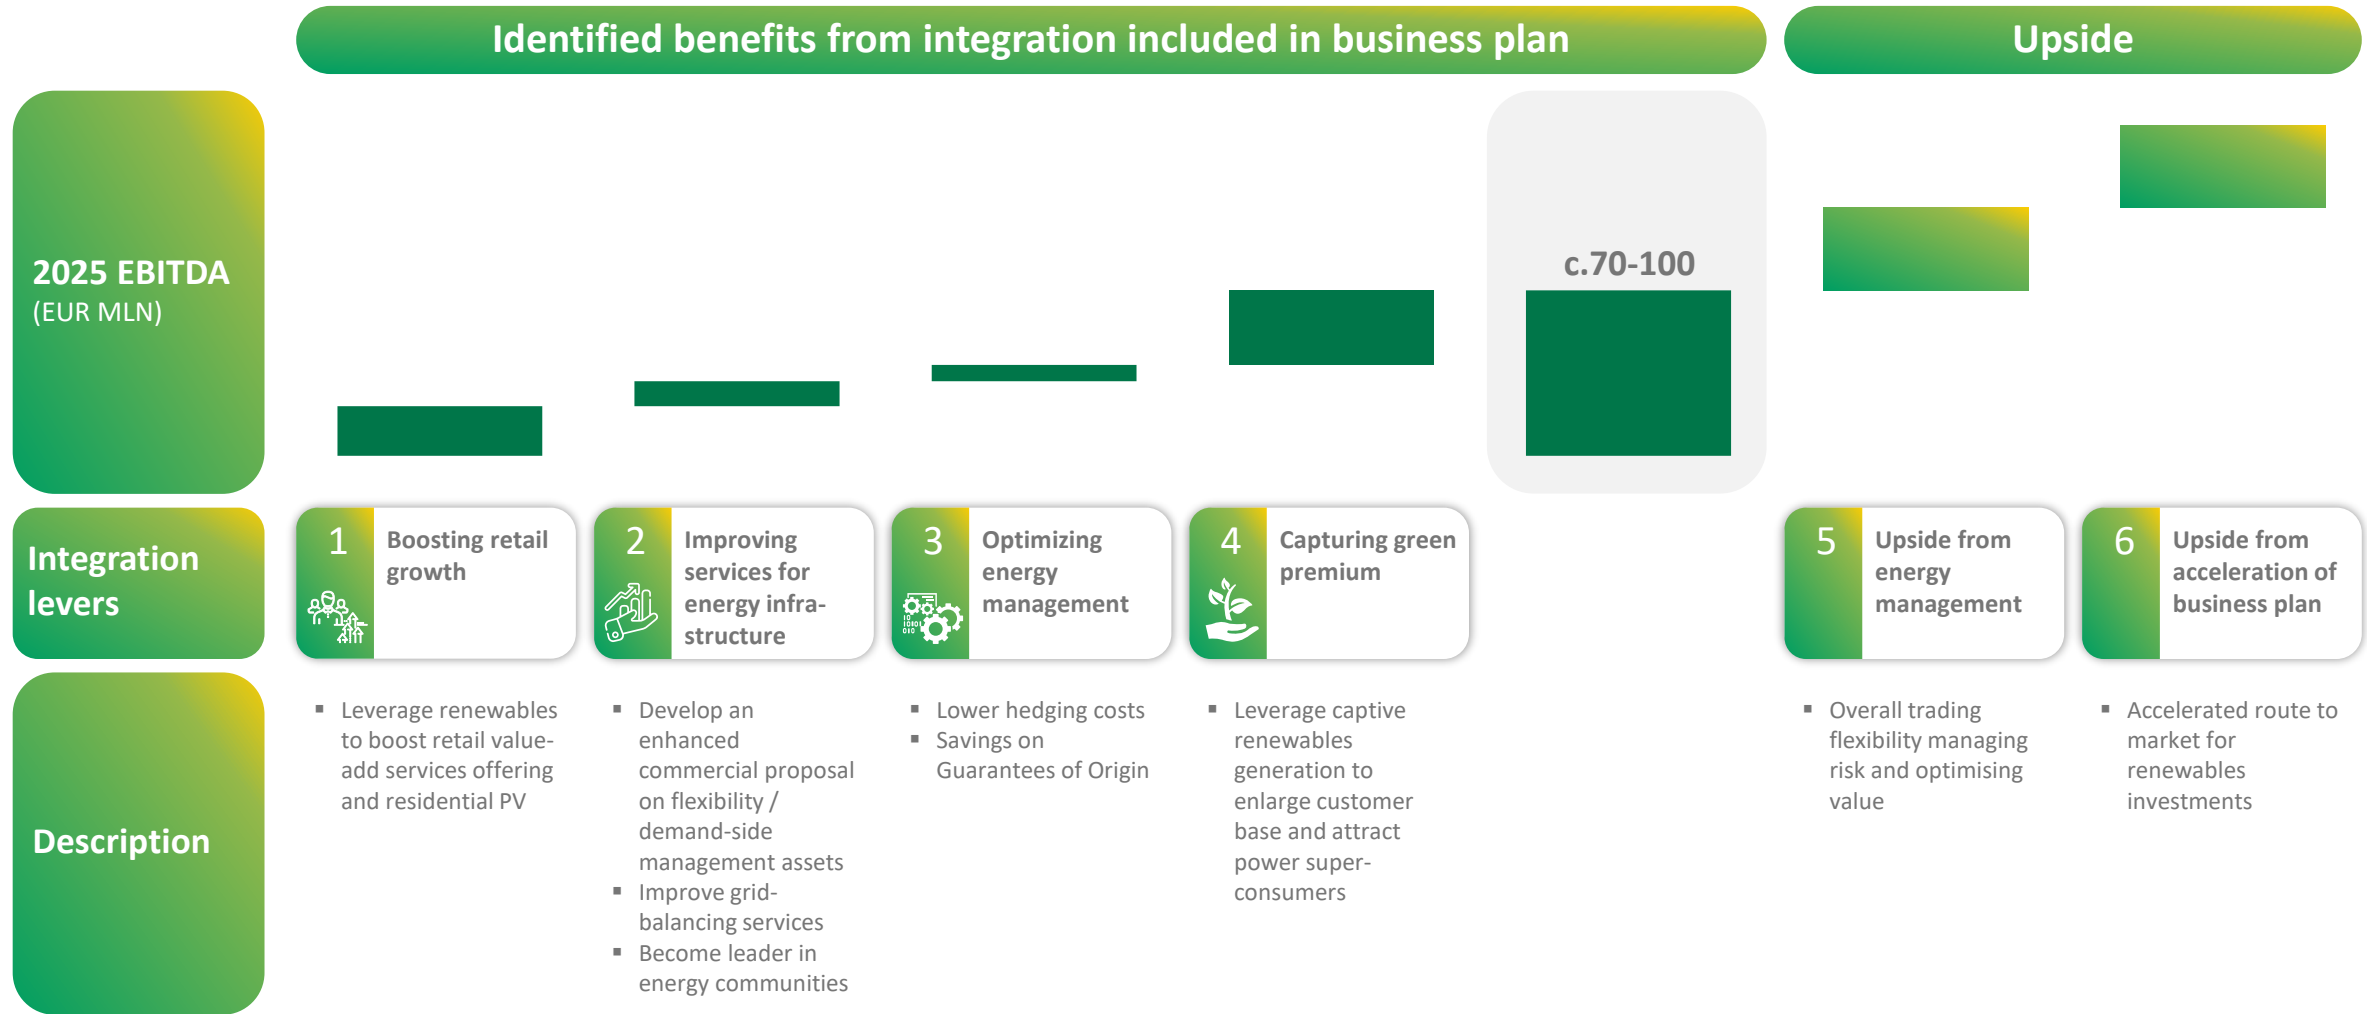 Identified benefits from integration included in business plan
Upside
2025 EBITDA
(EUR MLN)
c.70-100
Integration
levers
1
Boosting retail
growth
2
Improving
services for
energy infra-
structure
3
Optimizing
energy
management
4
Capturing green
premium
5
Upside from
energy
management
6
Upside from
acceleration of
business plan
Description
▪ Leverage renewables
to boost retail value-
add services offering
and residential PV
▪ Develop an
enhanced
commercial proposal
on flexibility /
demand-side
management assets
▪ Improve grid-
balancing services
▪ Become leader in
energy communities
▪ Lower hedging costs
▪ Savings on
Guarantees of Origin
▪ Leverage captive
renewables
generation to
enlarge customer
base and attract
power super-
consumers
▪ Overall trading
flexibility managing
risk and optimising
value
▪ Accelerated route to
market for
renewables
investments